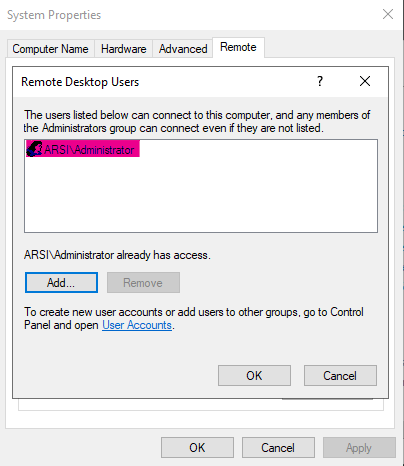 System Properties
Computer Name Hardware Advanced Remote
Remote Desktop Users ?
The users listed below can connect to this computer, and any members
of the Administrators group can connect even if they are not listed.
ARSI\Administrator
ARSI\Administrator already has access.
Add... Remove
To create new user accounts or add users to other groups, go to Control
Panel and open User Accounts.
OK Cancel
OK Cancel Apply